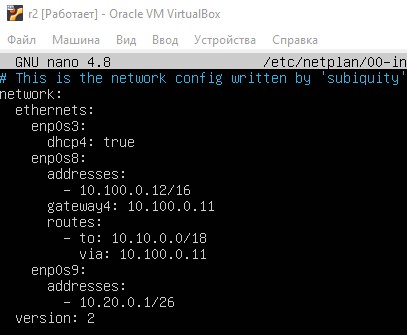 r2 [Работает] - Oracle VM VirtualBox
Файл Машина Вид Ввод Устройства Справка
GNU nano 4.8 /etc/netplan/00-in
# This is the network config written by 'subiquity'
network:
  ethernets:
    enp0s3:
      dhcp4: true
    enp0s8:
      addresses:
        - 10.100.0.12/16
      gateway4: 10.100.0.11
      routes:
        - to: 10.10.0.0/18
          via: 10.100.0.11
    enp0s9:
      addresses:
        - 10.20.0.1/26
  version: 2